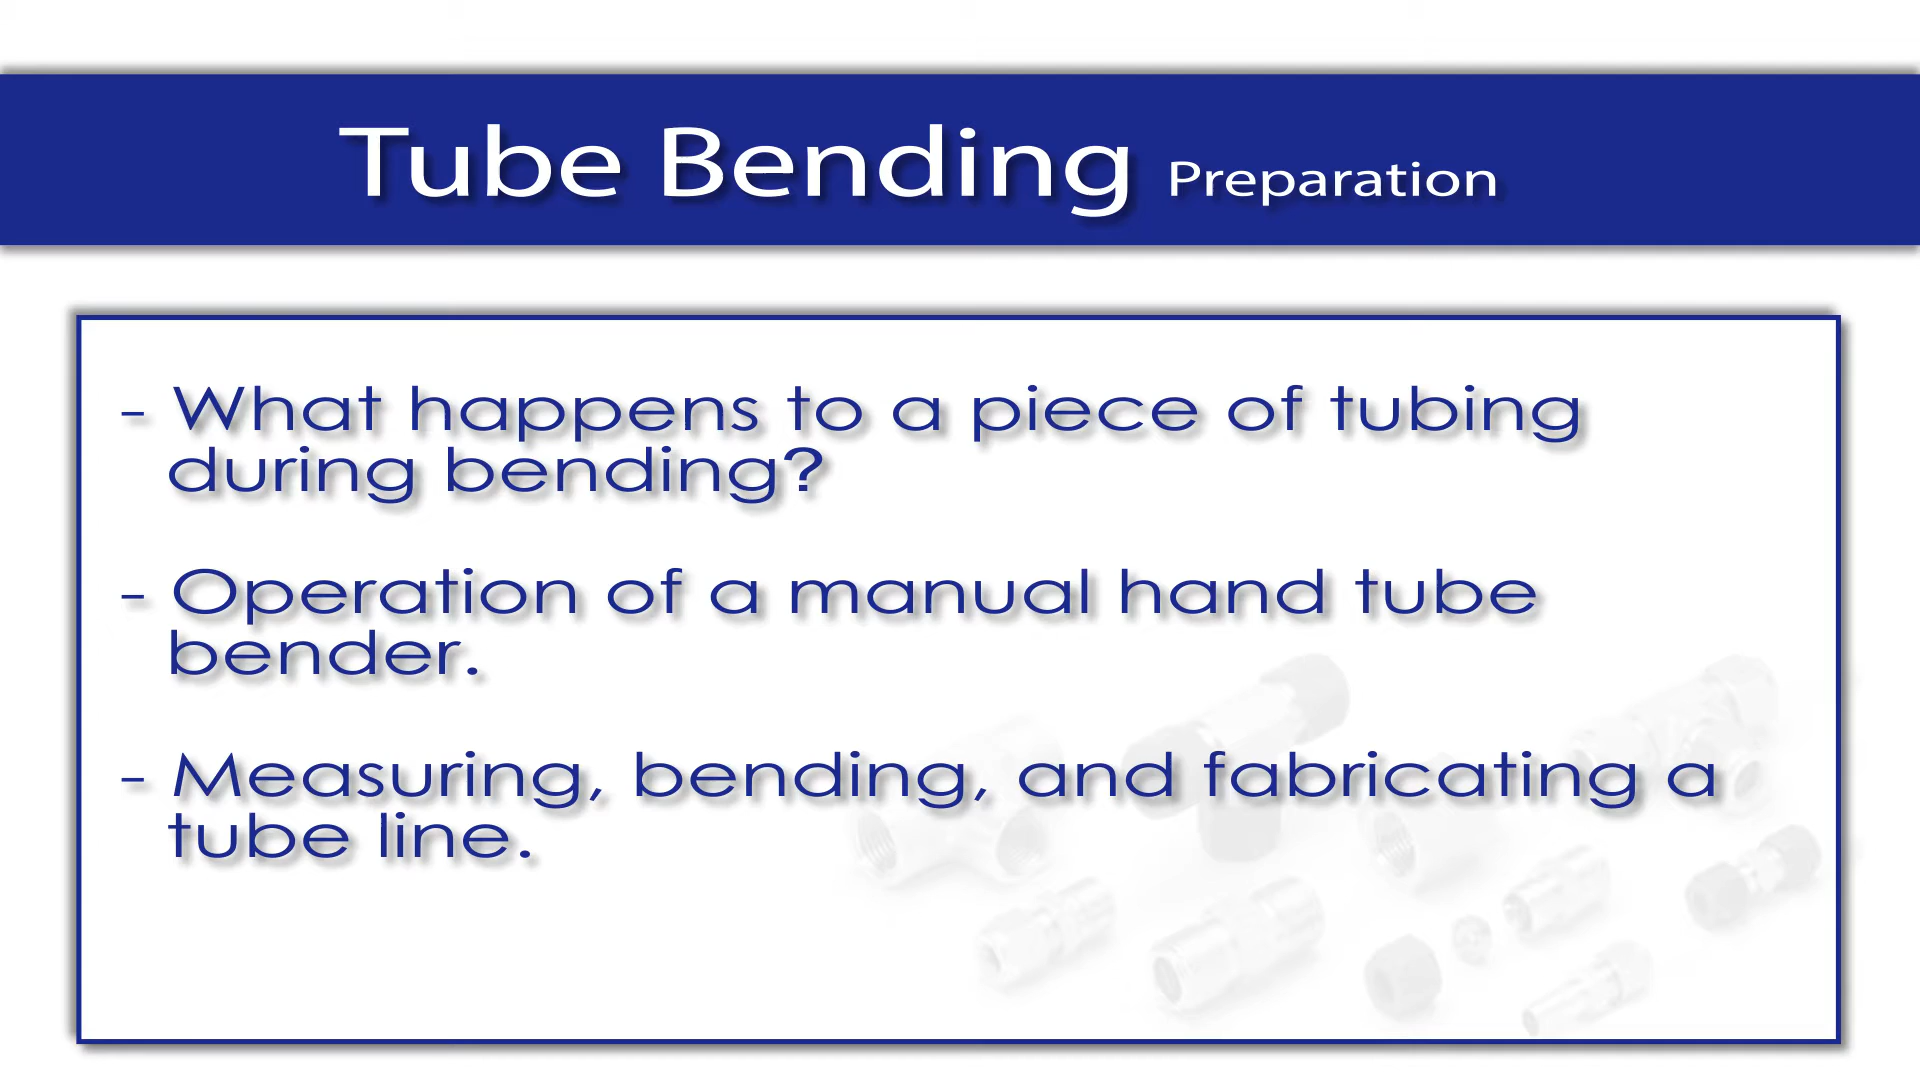 Tube Bending Preparation
- What happens to a piece of tubing
during bending?
- Operation of a manual hand tube
bender.
- Measuring, bending, and fabricating a
tube line.